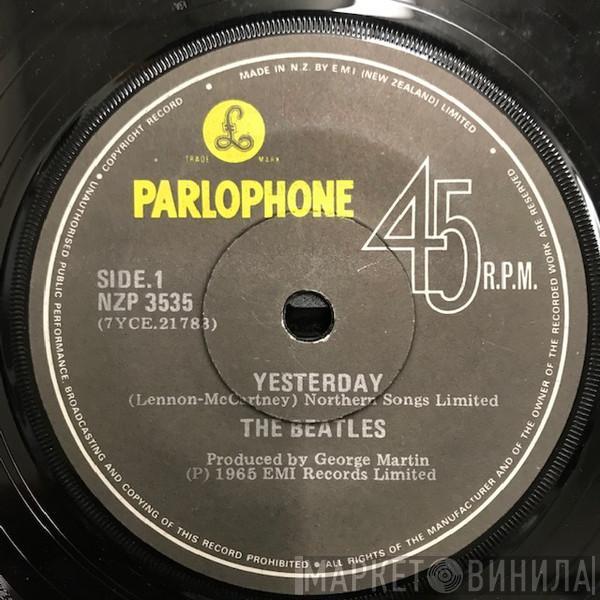 MADE IN N.Z. BY E M I (NEW ZEALAND) LIMITED
• COPYRIGHT RECORD •
UNAUTHORISED PUBLIC PERFORMANCE, BROADCASTING AND COPYING OF THIS RECORD PROHIBITED • ALL RIGHTS OF THE MANUFACTURER AND OF THE OWNER OF THE RECORDED WORK ARE RESERVED •
£
TRADE MARK
PARLOPHONE
45
R.P.M.
SIDE.1
NZP 3535
(7YCE.21783)
YESTERDAY
(Lennon-McCartney) Northern Songs Limited
THE BEATLES
Produced by George Martin
(P) 1965 EMI Records Limited
МАРКЕТ ВИНИЛА